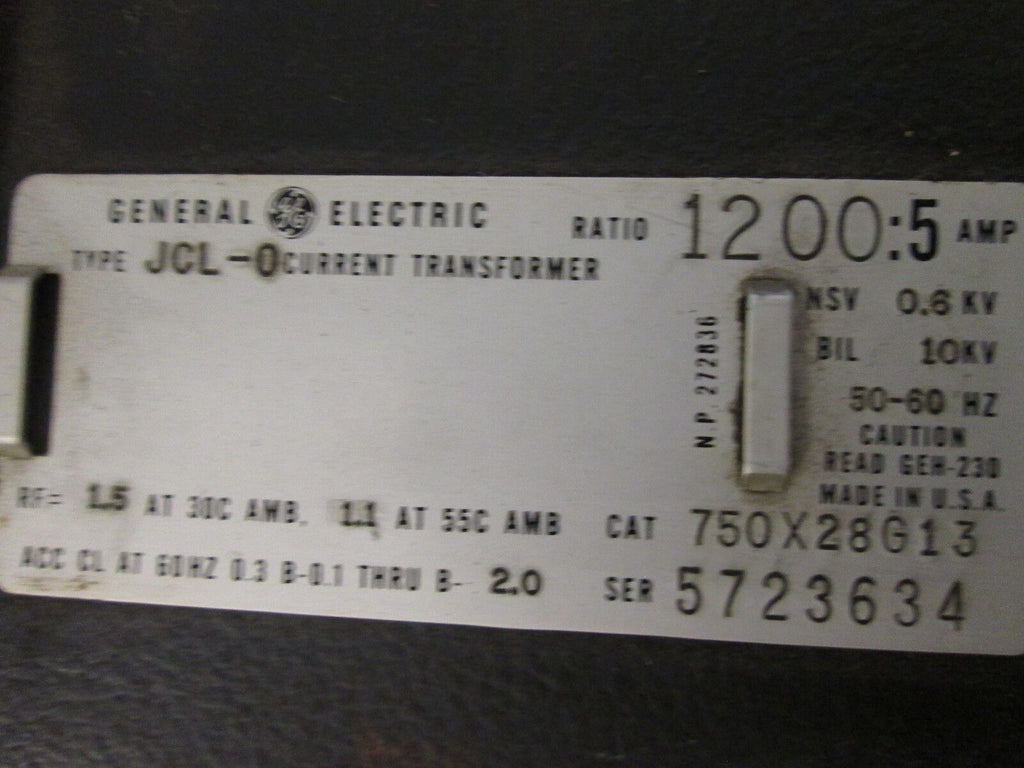 GENERAL GE ELECTRIC RATIO 1200:5 AMP
TYPE JCL-0 CURRENT TRANSFORMER
NSV 0.6 KV
BIL 10KV
N.P. 272836
50-60 HZ
CAUTION
READ GEH-230
MADE IN U.S.A.
RF= 1.5 AT 30C AMB. 1.1 AT 55C AMB CAT 750X28G13
ACC CL AT 60HZ 0.3 B-0.1 THRU B- 2.0 SER 5723634